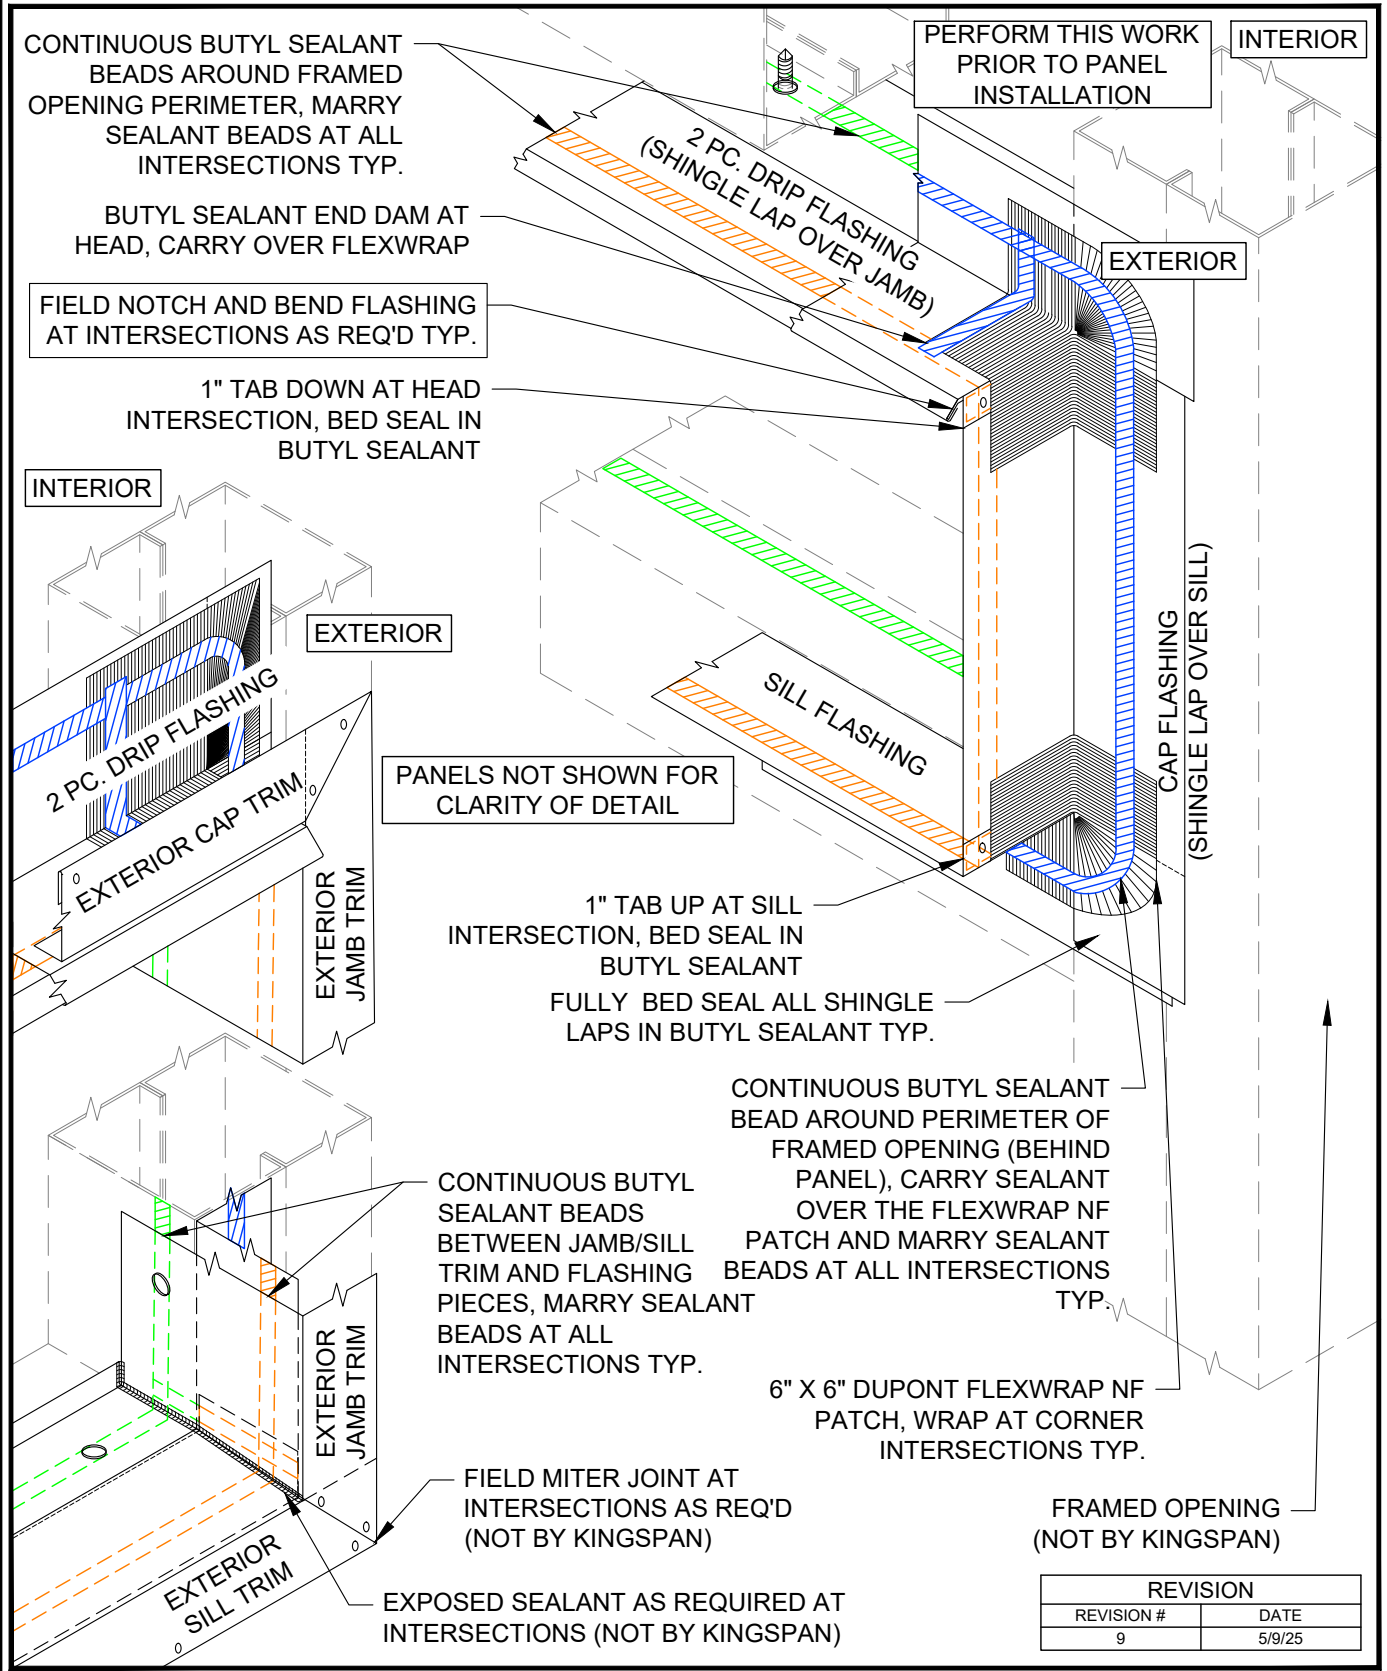 CONTINUOUS BUTYL SEALANT
BEADS AROUND FRAMED
OPENING PERIMETER, MARRY
SEALANT BEADS AT ALL
INTERSECTIONS TYP.
PERFORM THIS WORK
PRIOR TO PANEL
INSTALLATION
INTERIOR
2 PC. DRIP FLASHING
(SHINGLE LAP OVER JAMB)
BUTYL SEALANT END DAM AT
HEAD, CARRY OVER FLEXWRAP
EXTERIOR
FIELD NOTCH AND BEND FLASHING
AT INTERSECTIONS AS REQ'D TYP.
1" TAB DOWN AT HEAD
INTERSECTION, BED SEAL IN
BUTYL SEALANT
INTERIOR
EXTERIOR
2 PC. DRIP FLASHING
EXTERIOR CAP TRIM
EXTERIOR
JAMB TRIM
PANELS NOT SHOWN FOR
CLARITY OF DETAIL
SILL FLASHING
CAP FLASHING
(SHINGLE LAP OVER SILL)
1" TAB UP AT SILL
INTERSECTION, BED SEAL IN
BUTYL SEALANT
FULLY BED SEAL ALL SHINGLE
LAPS IN BUTYL SEALANT TYP.
CONTINUOUS BUTYL SEALANT
BEAD AROUND PERIMETER OF
FRAMED OPENING (BEHIND
PANEL), CARRY SEALANT
OVER THE FLEXWRAP NF
PATCH AND MARRY SEALANT
BEADS AT ALL INTERSECTIONS
TYP.
CONTINUOUS BUTYL
SEALANT BEADS
BETWEEN JAMB/SILL
TRIM AND FLASHING
PIECES, MARRY SEALANT
BEADS AT ALL
INTERSECTIONS TYP.
EXTERIOR
JAMB TRIM
6" X 6" DUPONT FLEXWRAP NF
PATCH, WRAP AT CORNER
INTERSECTIONS TYP.
FIELD MITER JOINT AT
INTERSECTIONS AS REQ'D
(NOT BY KINGSPAN)
FRAMED OPENING
(NOT BY KINGSPAN)
EXTERIOR
SILL TRIM
EXPOSED SEALANT AS REQUIRED AT
INTERSECTIONS (NOT BY KINGSPAN)
REVISION
REVISION # DATE
9 5/9/25